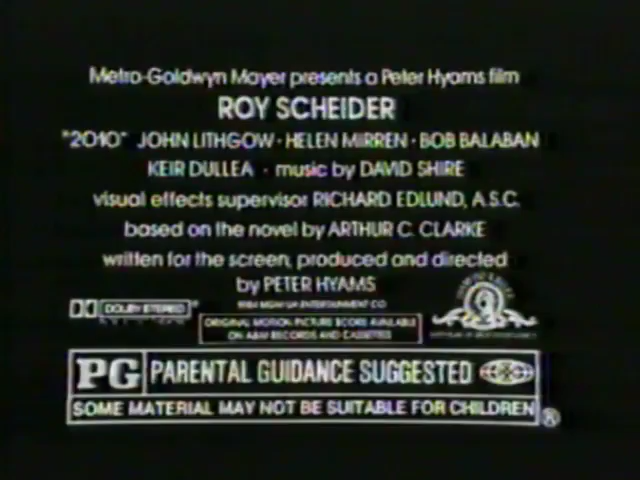 Metro-Goldwyn Mayer presents a Peter Hyams film
ROY SCHEIDER
"2010" JOHN LITHGOW · HELEN MIRREN · BOB BALABAN
KEIR DULLEA · music by DAVID SHIRE
visual effects supervisor RICHARD EDLUND, A.S.C.
based on the novel by ARTHUR C. CLARKE
written for the screen, produced and directed
by PETER HYAMS
DOLBY STEREO ®
ORIGINAL MOTION PICTURE SCORE AVAILABLE
ON A&M RECORDS AND CASSETTES
PG PARENTAL GUIDANCE SUGGESTED
SOME MATERIAL MAY NOT BE SUITABLE FOR CHILDREN ®